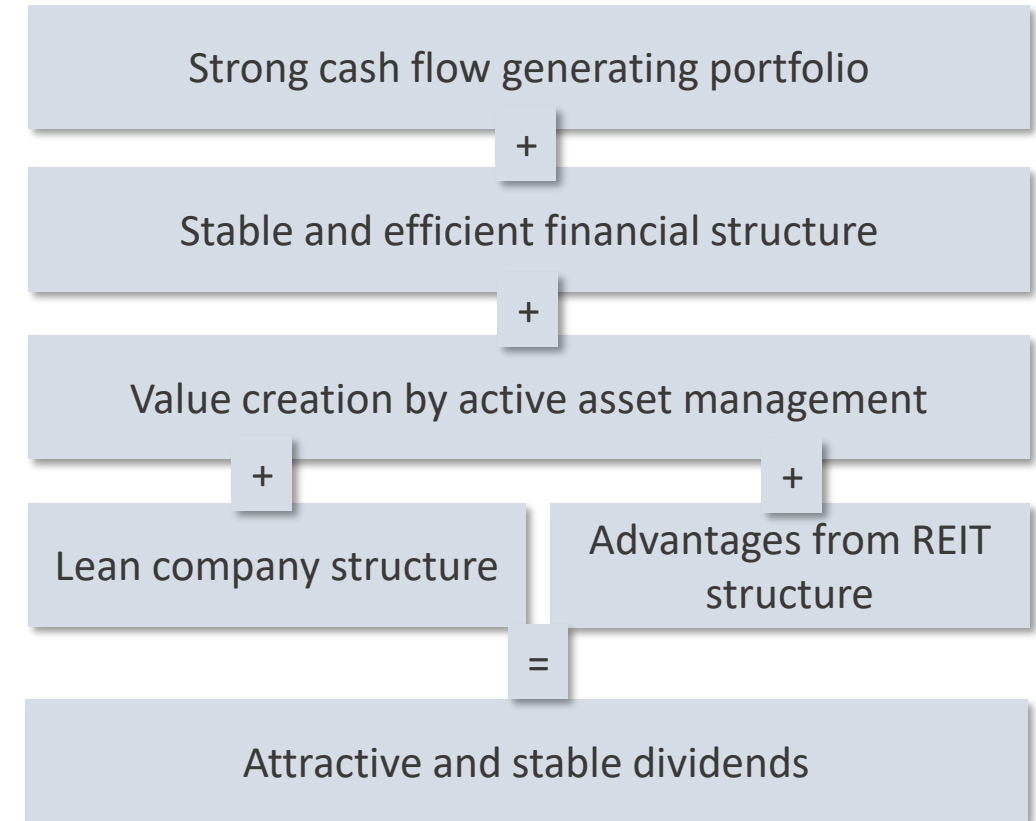 Strong cash flow generating portfolio
+
Stable and efficient financial structure
+
Value creation by active asset management
+ +
Lean company structure
Advantages from REIT
structure
=
Attractive and stable dividends